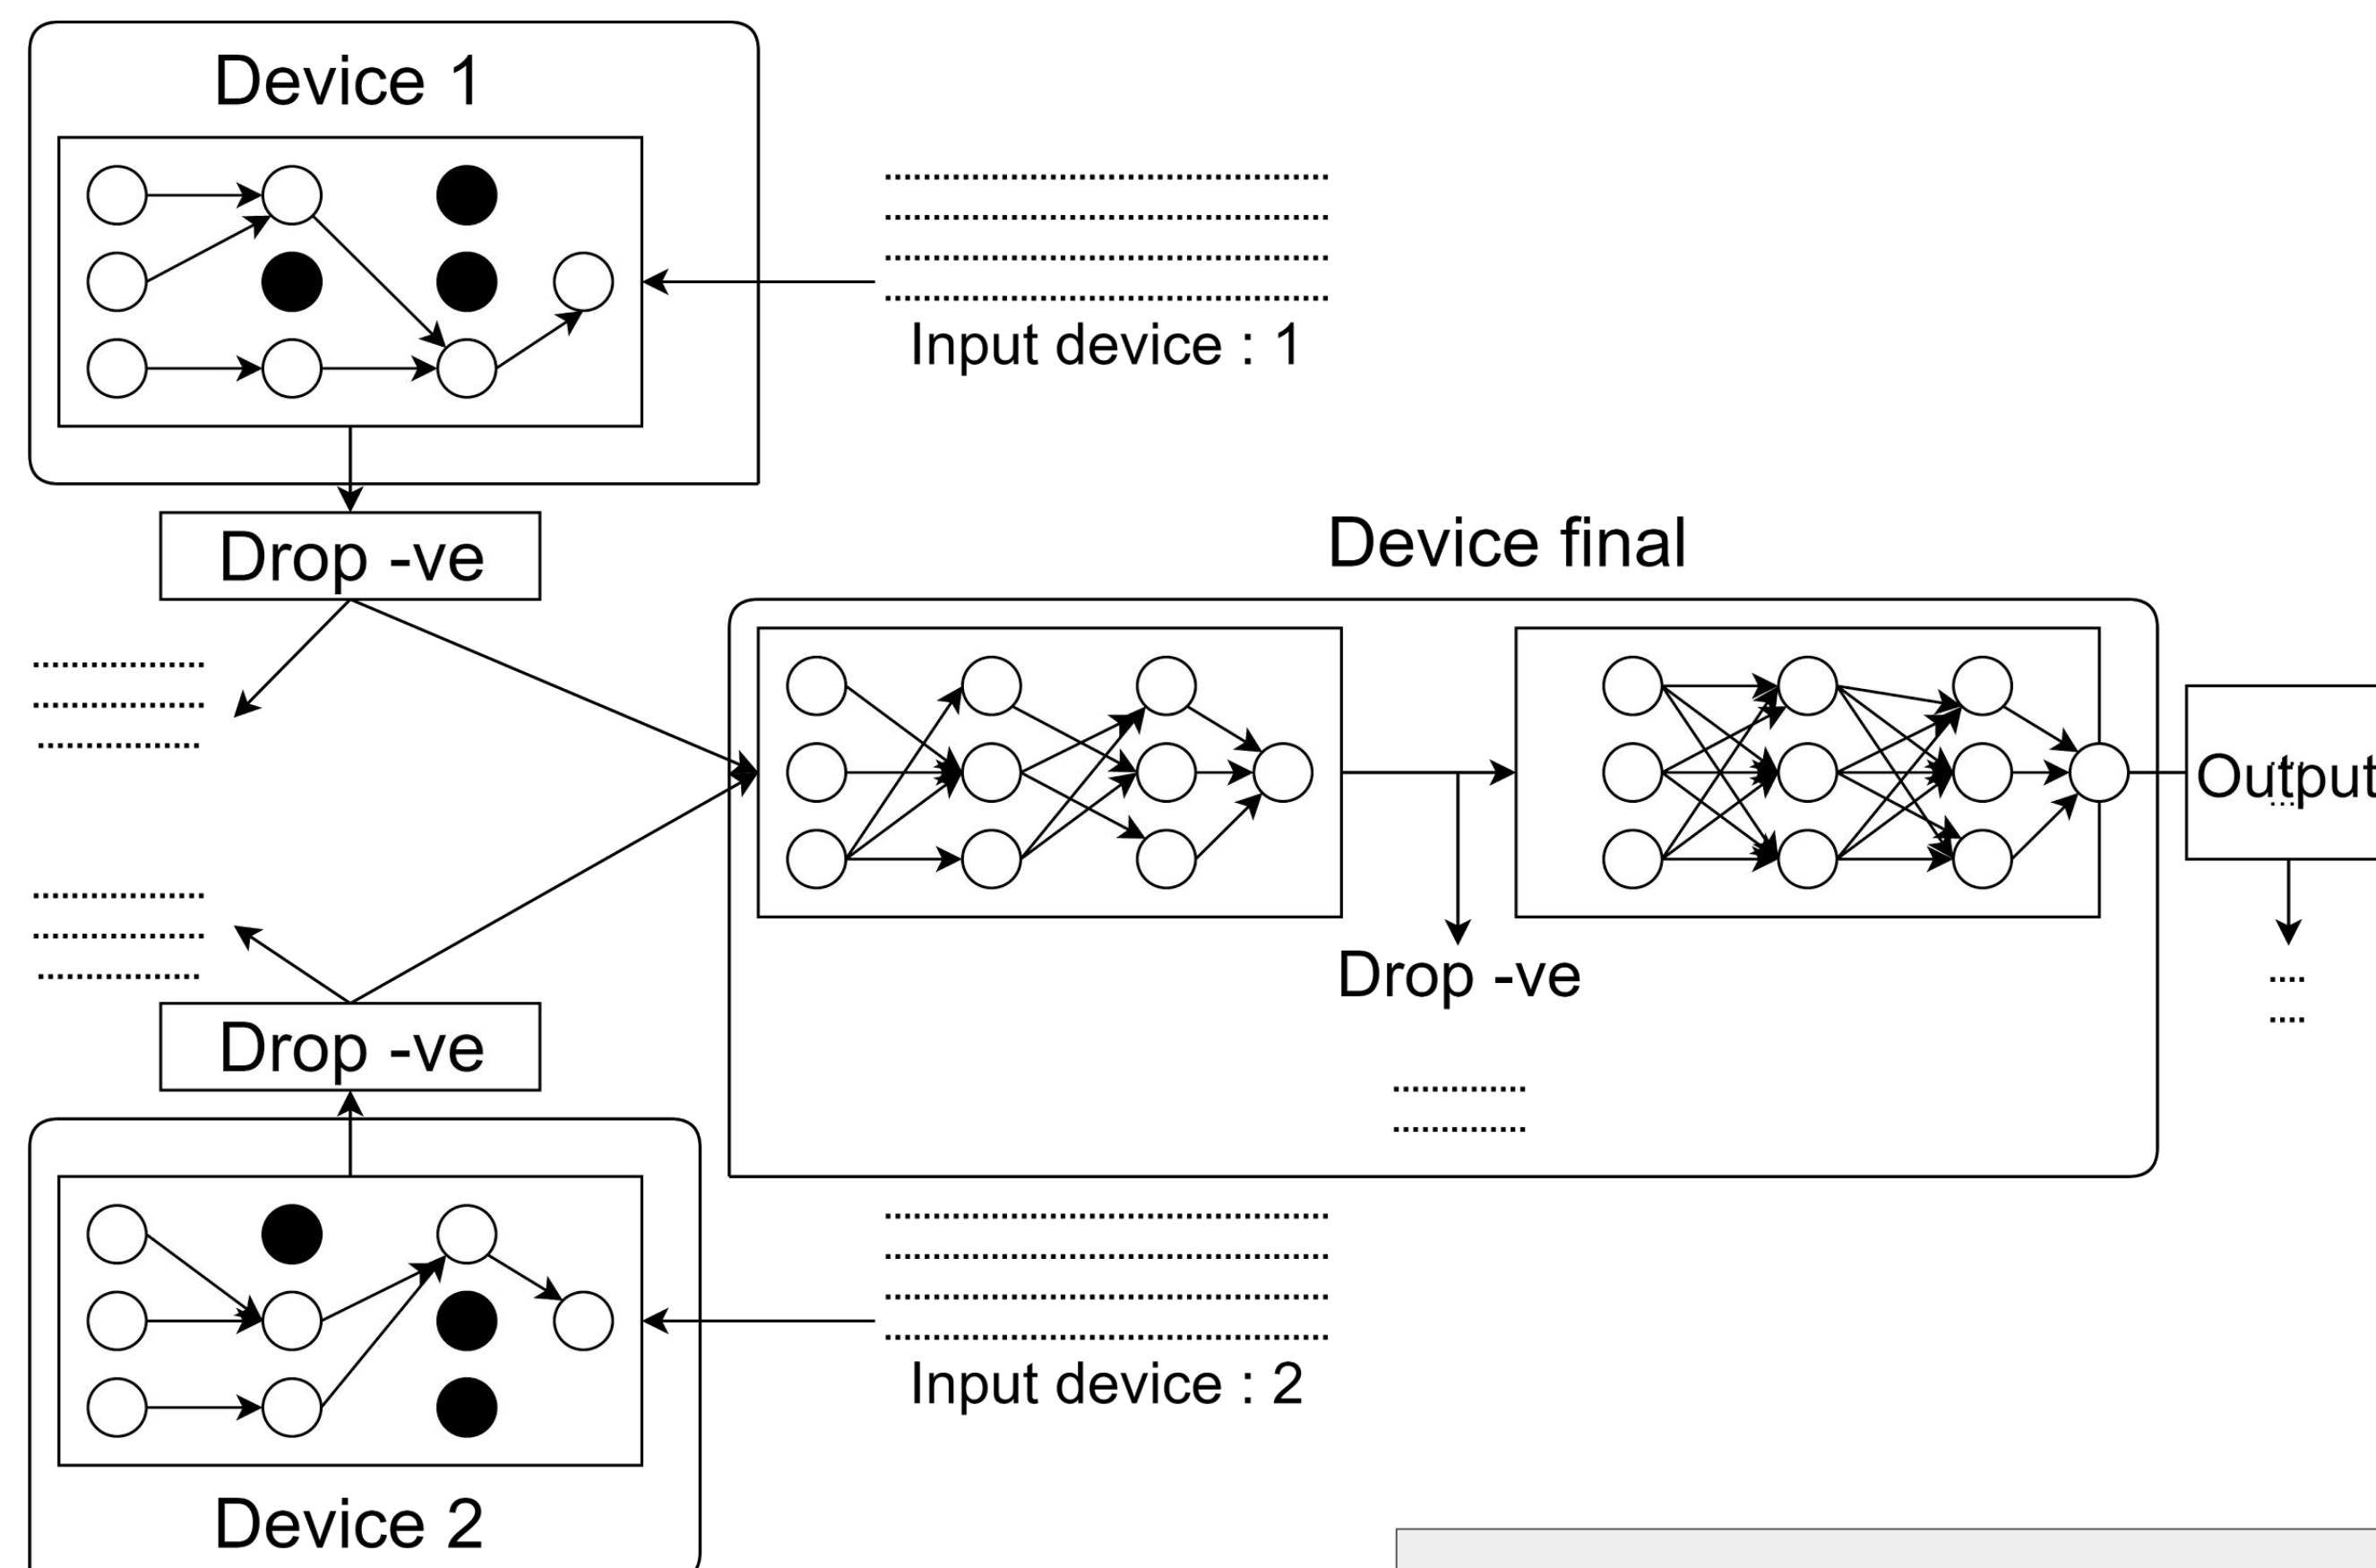 Device 1
Input device : 1
Drop -ve
Device final
Output
Drop -ve
Drop -ve
Input device : 2
Device 2